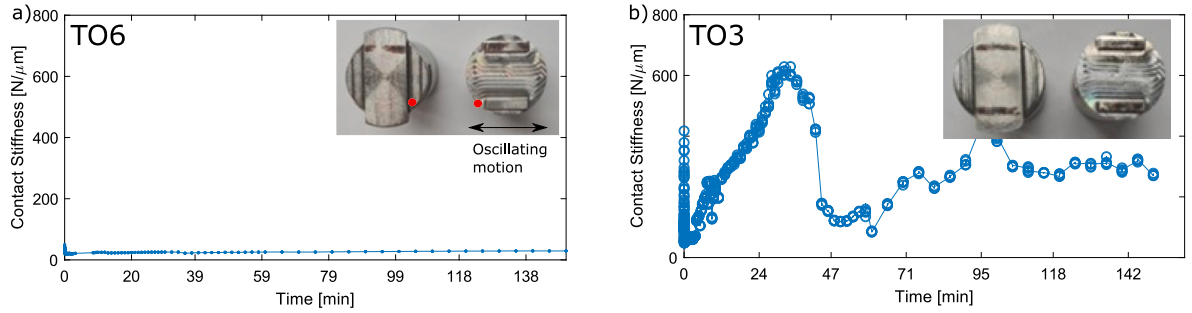 a)
TO6
Contact Stiffness [N/μm]
800
600
400
200
0
Oscillating
motion
0 20 39 59 79 99 118 138
Time [min]
b)
TO3
Contact Stiffness [N/μm]
800
600
0
0 24 47 71 95 118 142
Time [min]